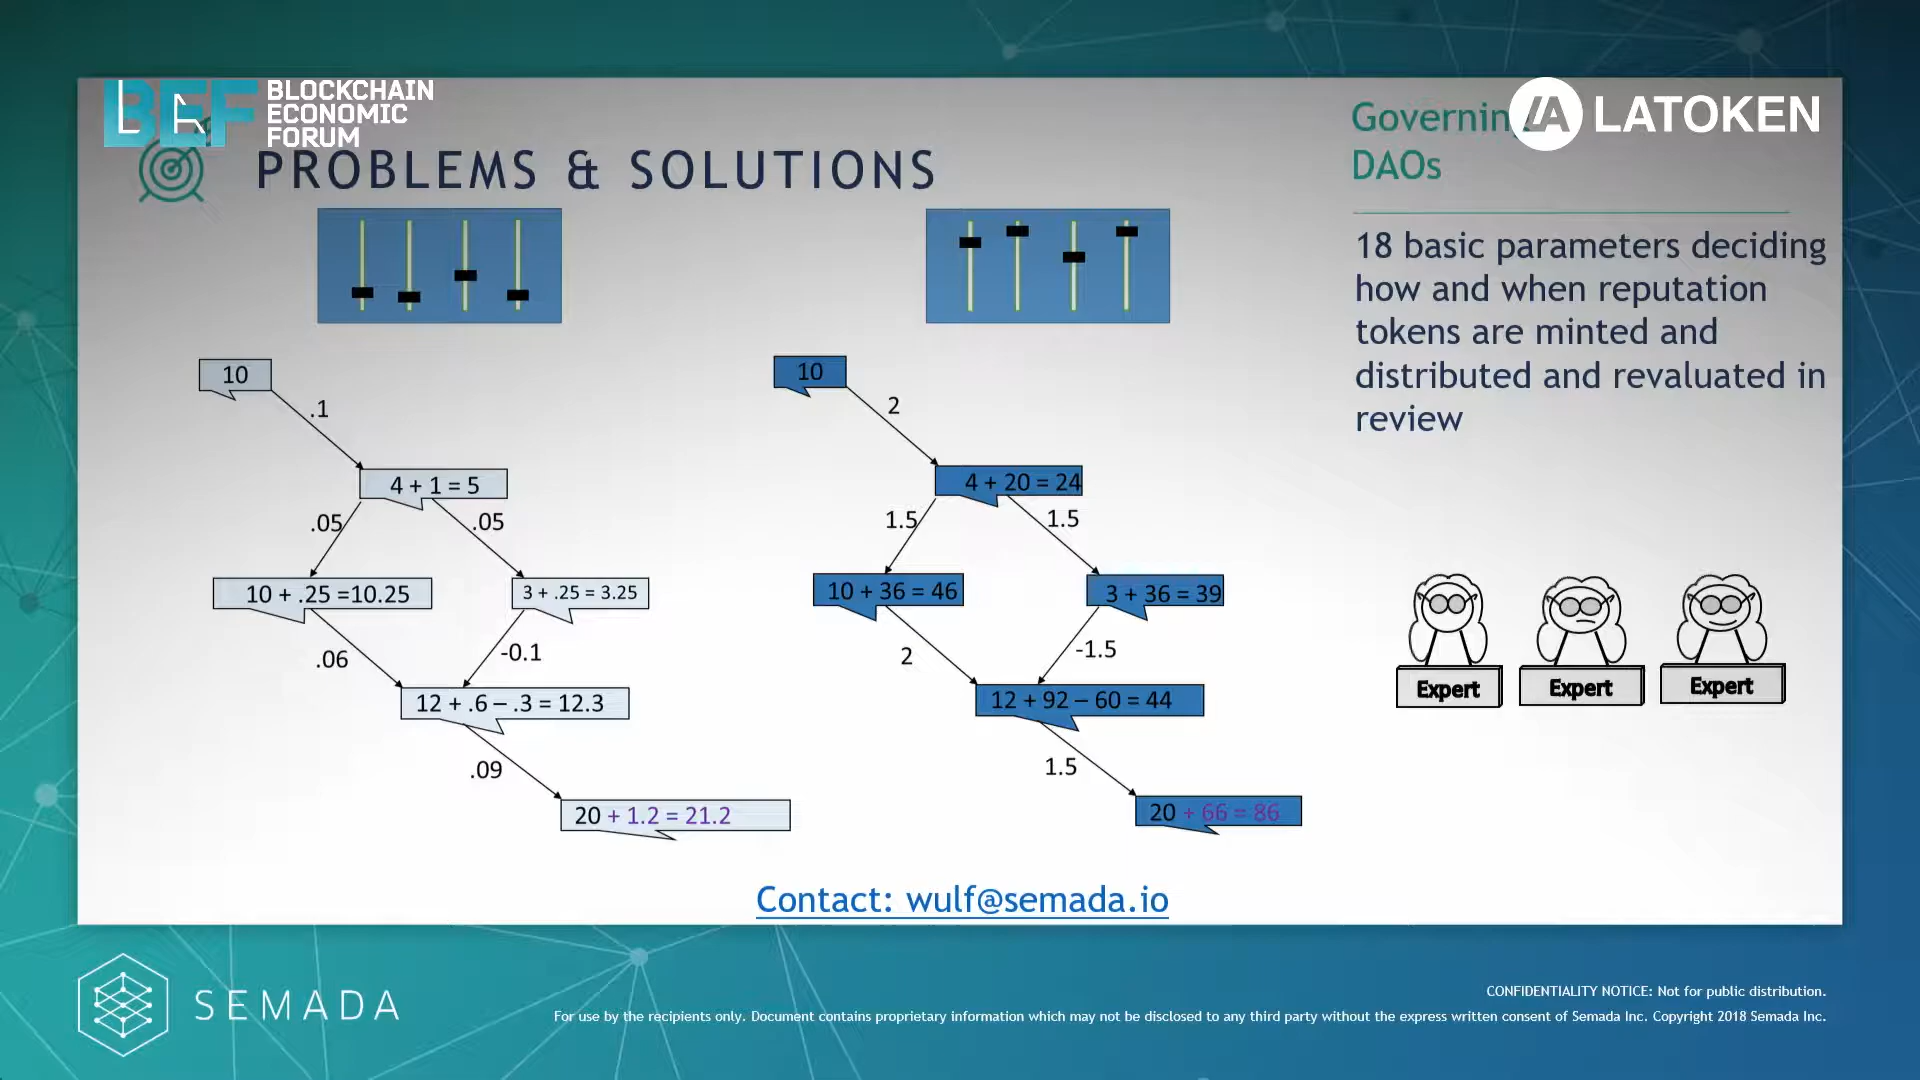 BEF BLOCKCHAIN
ECONOMIC
FORUM
LATOKEN
PROBLEMS & SOLUTIONS
Governing
DAOs
18 basic parameters deciding
how and when reputation
tokens are minted and
distributed and revaluated in
review
10
.1
4 + 1 = 5
.05
.05
10 + .25 =10.25
3 + .25 = 3.25
.06
-0.1
12 + .6 – .3 = 12.3
.09
20 + 1.2 = 21.2
10
2
4 + 20 = 24
1.5
1.5
10 + 36 = 46
3 + 36 = 39
2
-1.5
12 + 92 – 60 = 44
1.5
20 + 66 = 86
Expert
Expert
Expert
Contact: wulf@semada.io
SEMADA
CONFIDENTIALITY NOTICE: Not for public distribution.
For use by the recipients only. Document contains proprietary information which may not be disclosed to any third party without the express written consent of Semada Inc. Copyright 2018 Semada Inc.